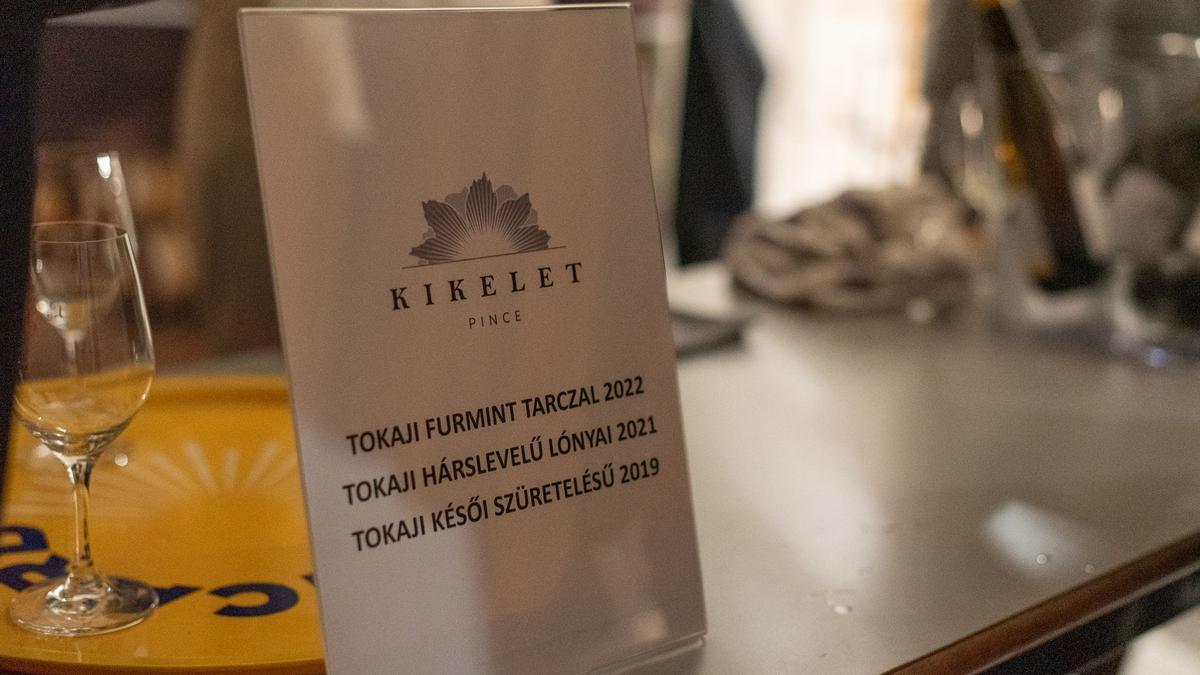 KIKELET
PINCE
TOKAJI FURMINT TARCZAL 2022
TOKAJI HÁRSLEVELŰ LÓNYAI 2021
TOKAJI KÉSŐI SZÜRETELÉSŰ 2019